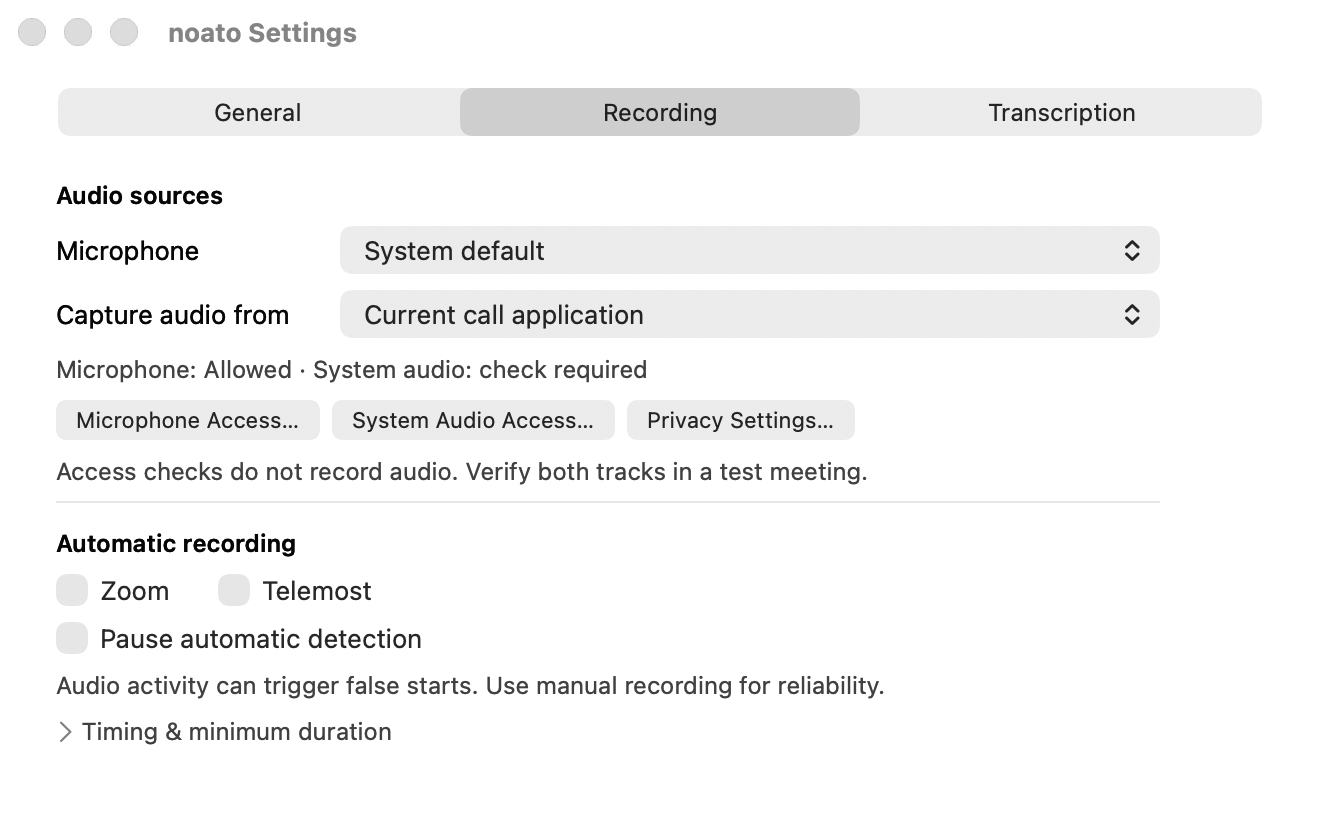 noato Settings
General Recording Transcription
Audio sources
Microphone System default
Capture audio from Current call application
Microphone: Allowed · System audio: check required
Microphone Access... System Audio Access... Privacy Settings...
Access checks do not record audio. Verify both tracks in a test meeting.
Automatic recording
Zoom Telemost
Pause automatic detection
Audio activity can trigger false starts. Use manual recording for reliability.
Timing & minimum duration